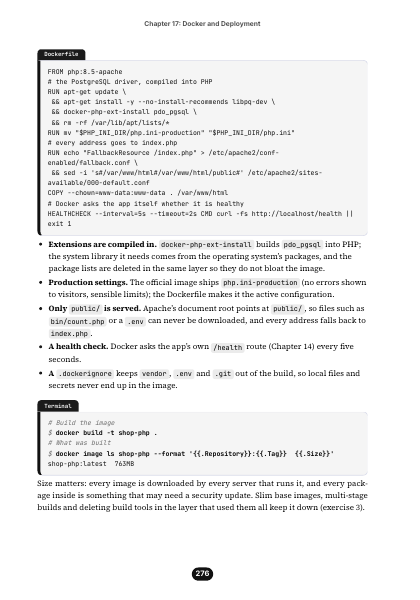 Chapter 17: Docker and Deployment
Dockerfile
FROM php:8.5-apache
# the PostgreSQL driver, compiled into PHP
RUN apt-get update \
 && apt-get install -y --no-install-recommends libpq-dev \
 && docker-php-ext-install pdo_pgsql \
 && rm -rf /var/lib/apt/lists/*
RUN mv "$PHP_INI_DIR/php.ini-production" "$PHP_INI_DIR/php.ini"
# every address goes to index.php
RUN echo "FallbackResource /index.php" > /etc/apache2/conf-
enabled/fallback.conf \
 && sed -i 's#/var/www/html#/var/www/html/public#' /etc/apache2/sites-
available/000-default.conf
COPY --chown=www-data:www-data . /var/www/html
# Docker asks the app itself whether it is healthy
HEALTHCHECK --interval=5s --timeout=2s CMD curl -fs http://localhost/health ||
exit 1
• Extensions are compiled in. docker-php-ext-install builds pdo_pgsql into PHP;
the system library it needs comes from the operating system's packages, and the
package lists are deleted in the same layer so they do not bloat the image.
• Production settings. The official image ships php.ini-production (no errors shown
to visitors, sensible limits); the Dockerfile makes it the active configuration.
• Only public/ is served. Apache's document root points at public/, so files such as
bin/count.php or a .env can never be downloaded, and every address falls back to
index.php.
• A health check. Docker asks the app's own /health route (Chapter 14) every five
seconds.
• A .dockerignore keeps vendor, .env and .git out of the build, so local files and
secrets never end up in the image.
Terminal
# Build the image
$ docker build -t shop-php .
# What was built
$ docker image ls shop-php --format '{{.Repository}}:{{.Tag}}  {{.Size}}'
shop-php:latest  763MB
Size matters: every image is downloaded by every server that runs it, and every pack-
age inside is something that may need a security update. Slim base images, multi-stage
builds and deleting build tools in the layer that used them all keep it down (exercise 3).
276